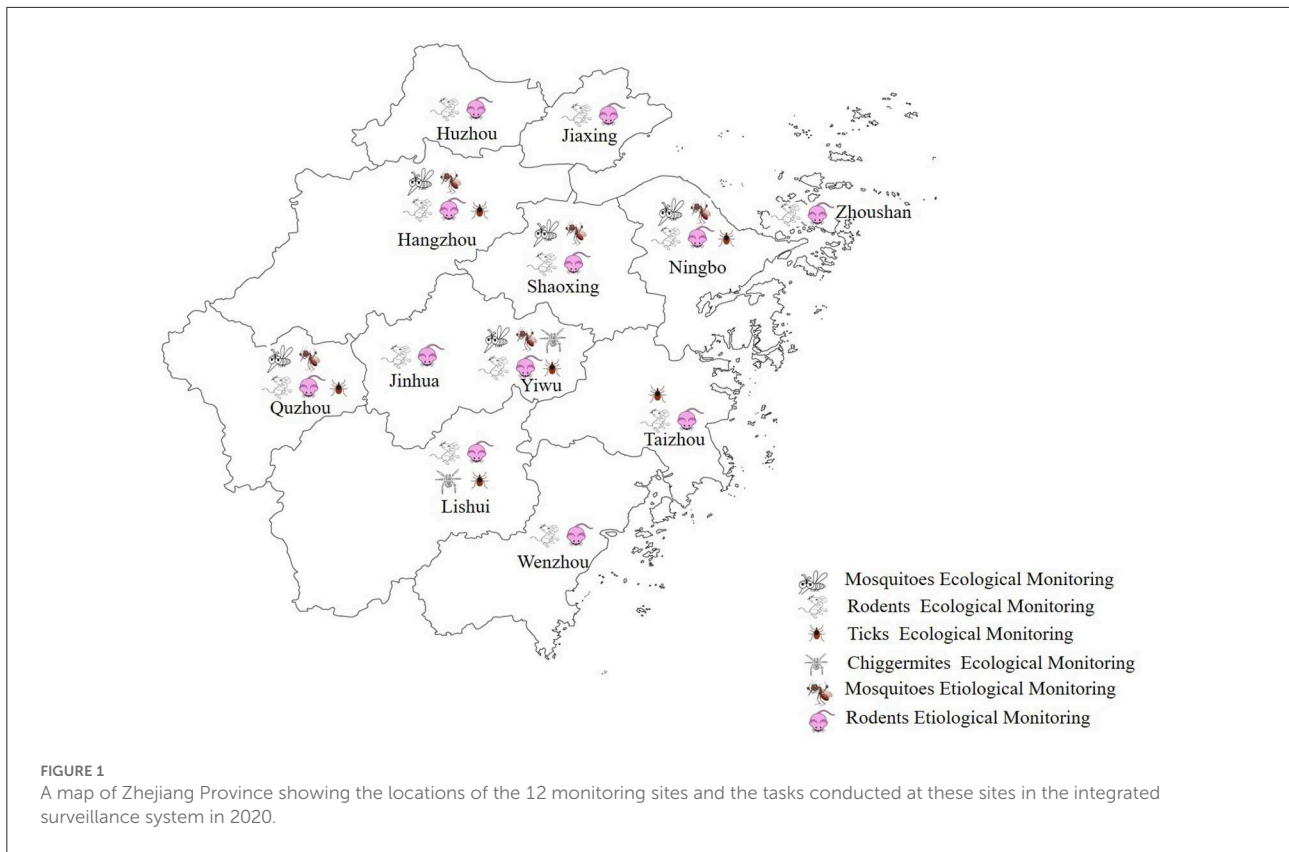 Huzhou
Jiaxing
Hangzhou
Shaoxing
Ningbo
Zhoushan
Quzhou
Jinhua
Yiwu
Taizhou
Lishui
Wenzhou
Mosquitoes Ecological Monitoring
Rodents Ecological Monitoring
Ticks Ecological Monitoring
Chiggermites Ecological Monitoring
Mosquitoes Etiological Monitoring
Rodents Etiological Monitoring
FIGURE 1
A map of Zhejiang Province showing the locations of the 12 monitoring sites and the tasks conducted at these sites in the integrated
surveillance system in 2020.